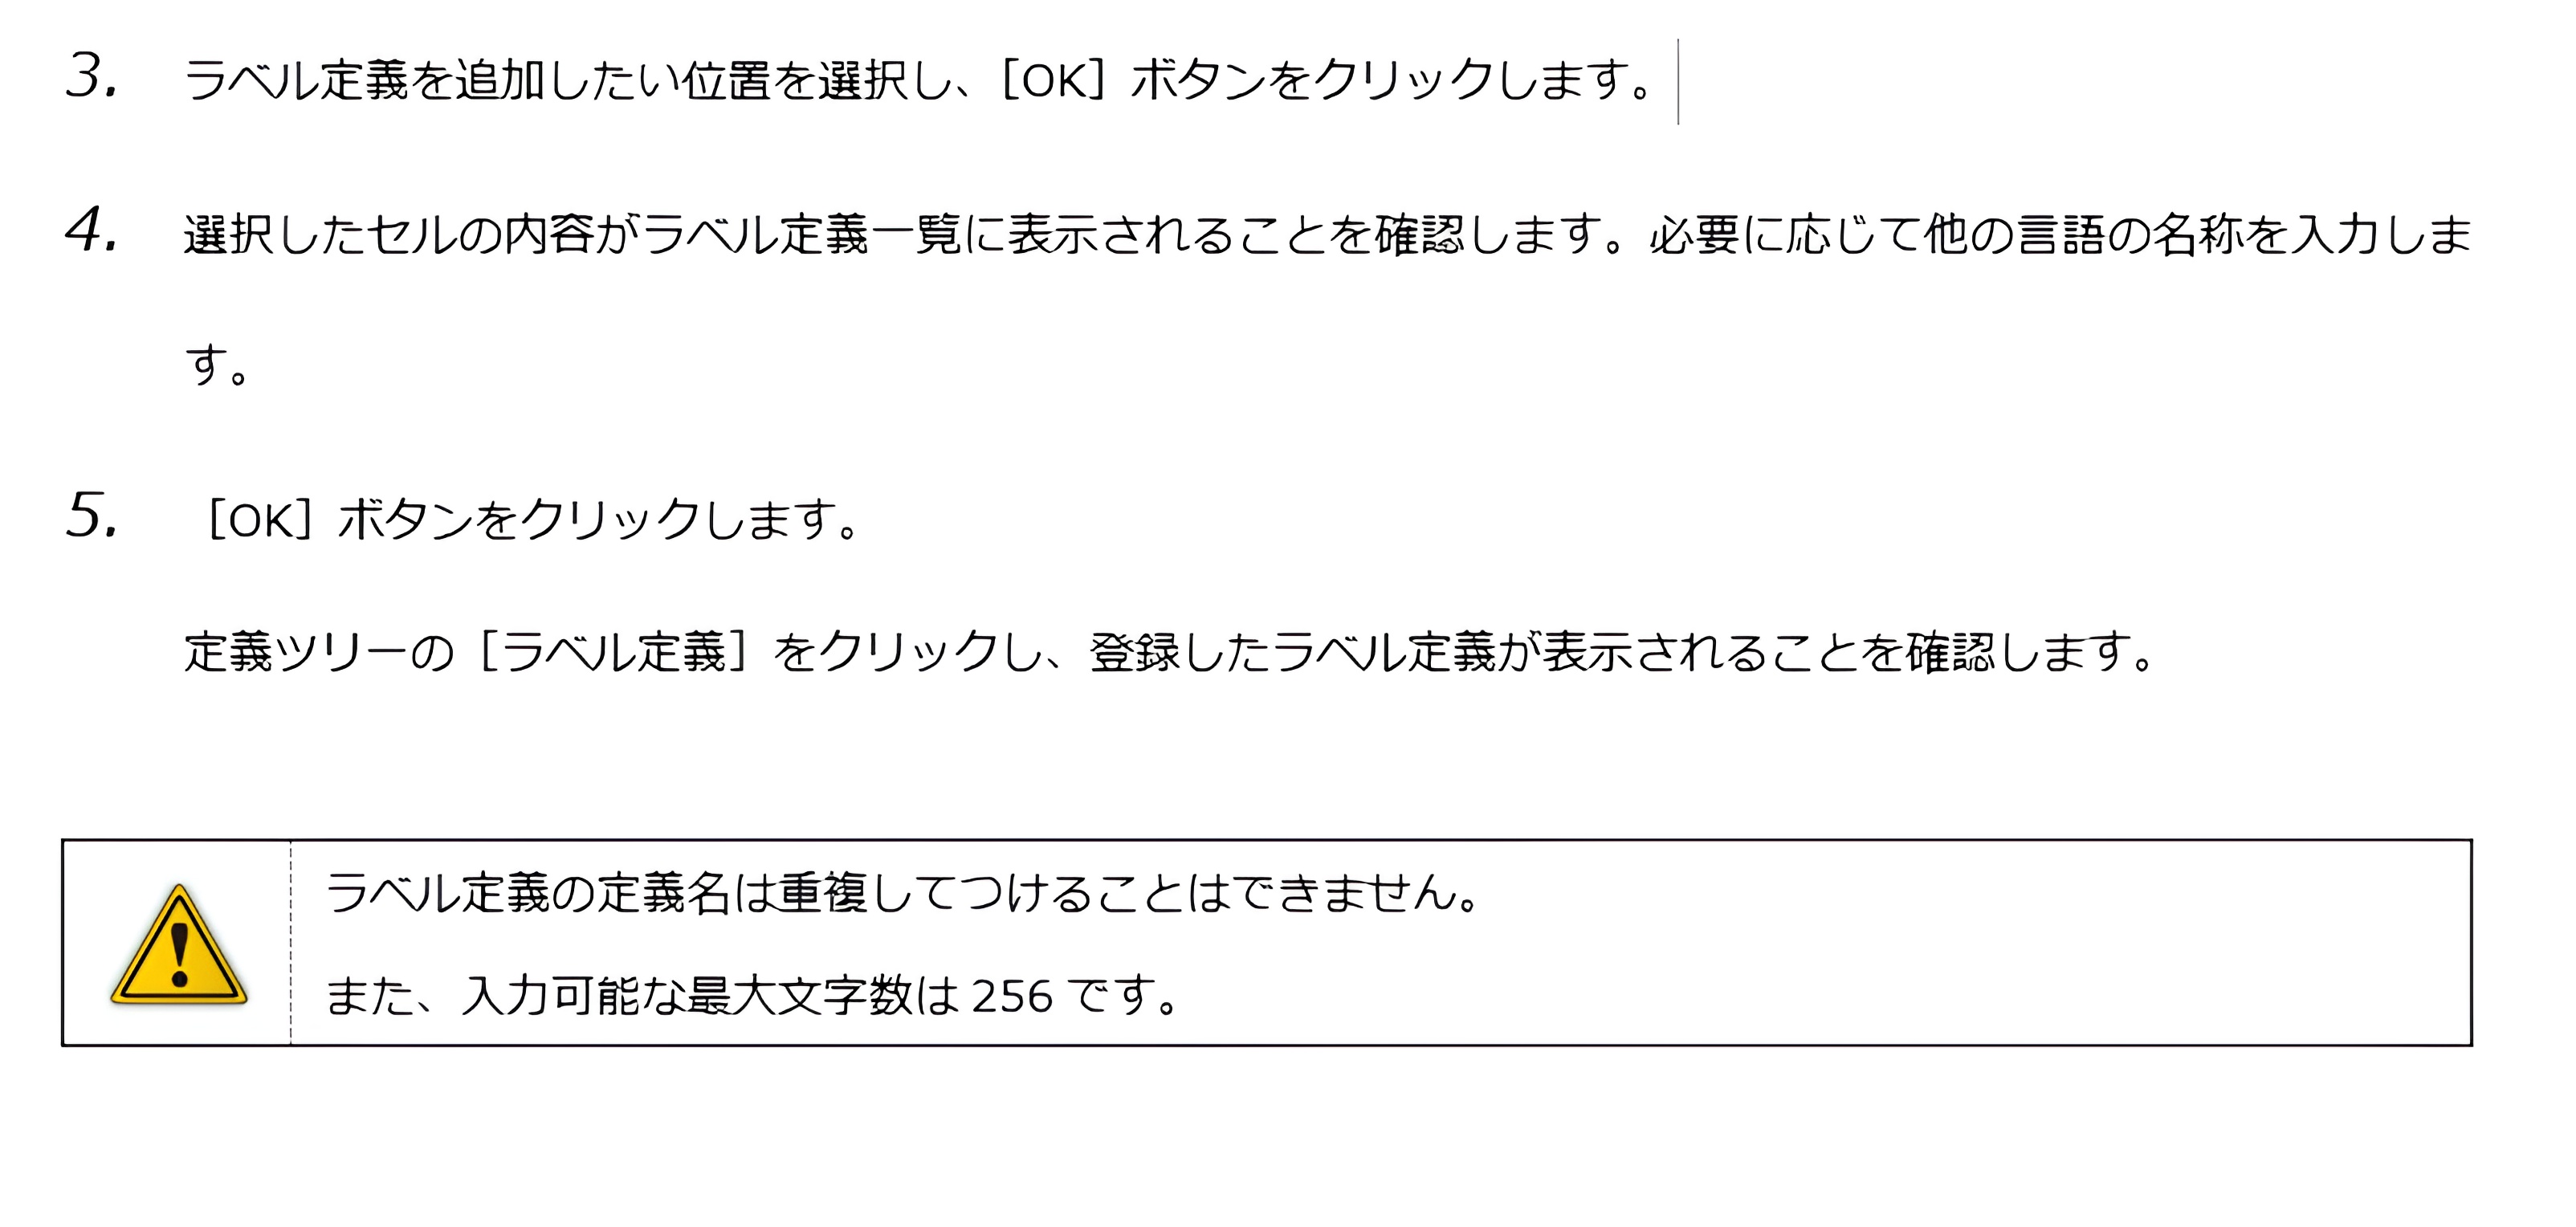 3. ラベル定義を追加したい位置を選択し、［OK］ボタンをクリックします。
4. 選択したセルの内容がラベル定義一覧に表示されることを確認します。必要に応じて他の言語の名称を入力しま
す。
5. ［OK］ボタンをクリックします。
定義ツリーの［ラベル定義］をクリックし、登録したラベル定義が表示されることを確認します。
ラベル定義の定義名は重複してつけることはできません。
また、入力可能な最大文字数は 256 です。